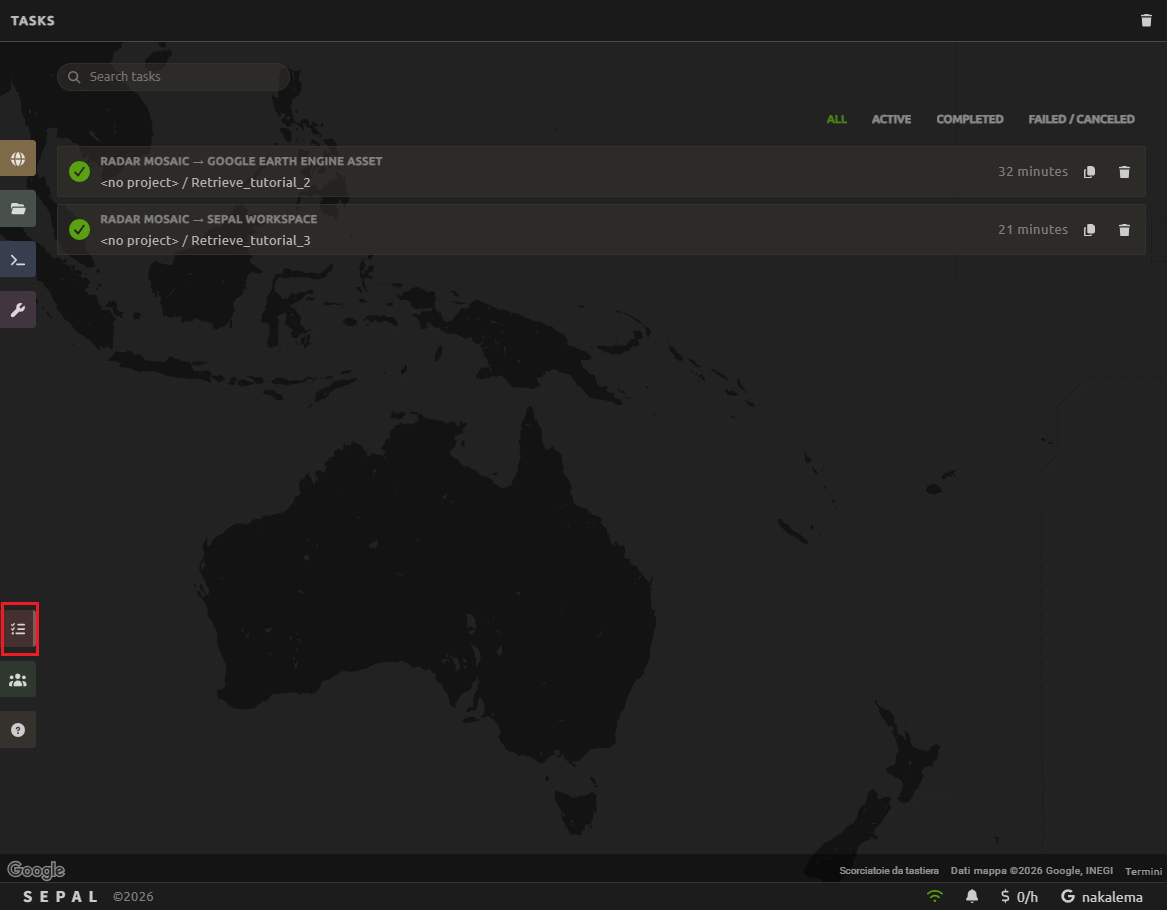 TASKS
Search tasks
ALL ACTIVE COMPLETED FAILED / CANCELED
RADAR MOSAIC → GOOGLE EARTH ENGINE ASSET
<no project> / Retrieve_tutorial_2
32 minutes
RADAR MOSAIC → SEPAL WORKSPACE
<no project> / Retrieve_tutorial_3
21 minutes
Google
Scorciatoie da tastiera Dati mappa ©2026 Google, INEGI Termini
SEPAL ©2026 $ 0/h G nakalema